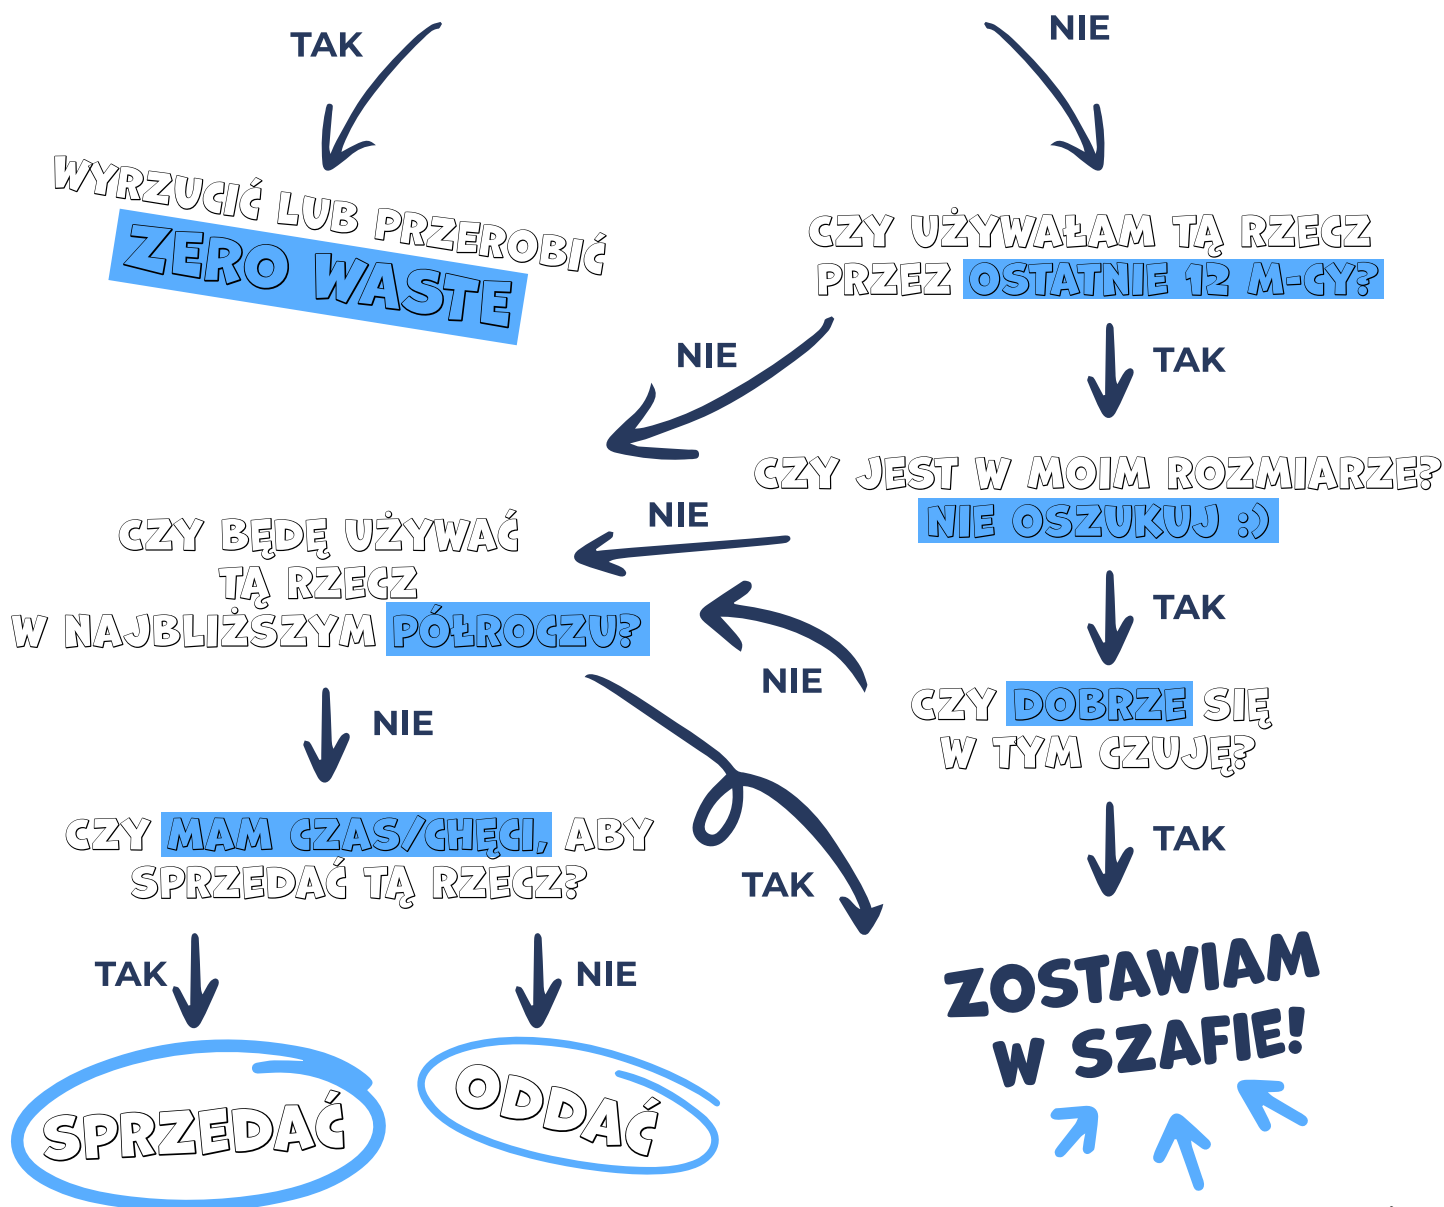 TAK
NIE
WYRZUCIĆ LUB PRZEROBIĆ
ZERO WASTE
CZY UŻYWAŁAM TĄ RZECZ
PRZEZ OSTATNIE 12 M-CY?
NIE
TAK
CZY JEST W MOIM ROZMIARZE?
NIE OSZUKUJ :)
NIE
CZY BĘDĘ UŻYWAĆ
TĄ RZECZ
W NAJBLIŻSZYM PÓŁROCZU?
TAK
NIE
CZY DOBRZE SIĘ
W TYM CZUJĘ?
NIE
CZY MAM CZAS/CHĘCI, ABY
SPRZEDAĆ TĄ RZECZ?
TAK
TAK
TAK
NIE
ZOSTAWIAM
W SZAFIE!
SPRZEDAĆ
ODDAĆ